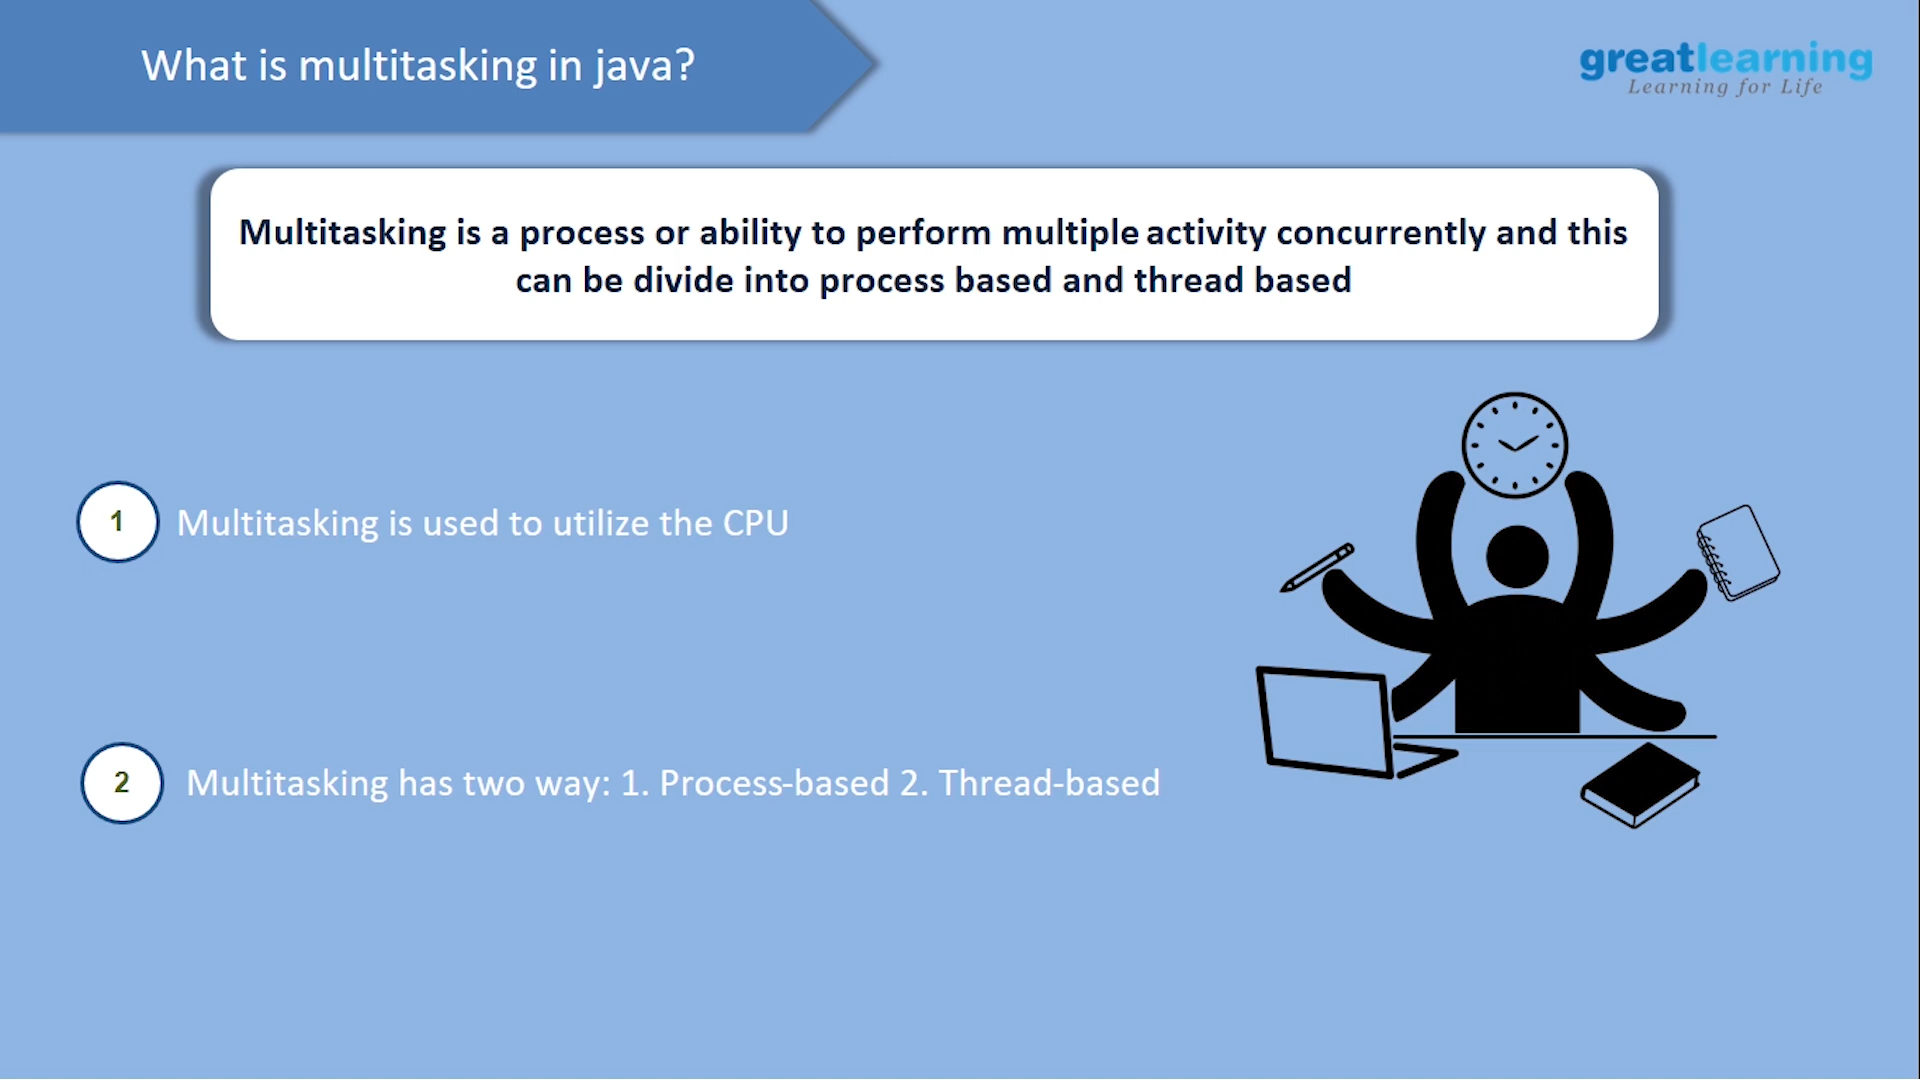 What is multitasking in java?
greatlearning
Learning for Life
Multitasking is a process or ability to perform multiple activity concurrently and this
can be divide into process based and thread based
1 Multitasking is used to utilize the CPU
2 Multitasking has two way: 1. Process-based 2. Thread-based